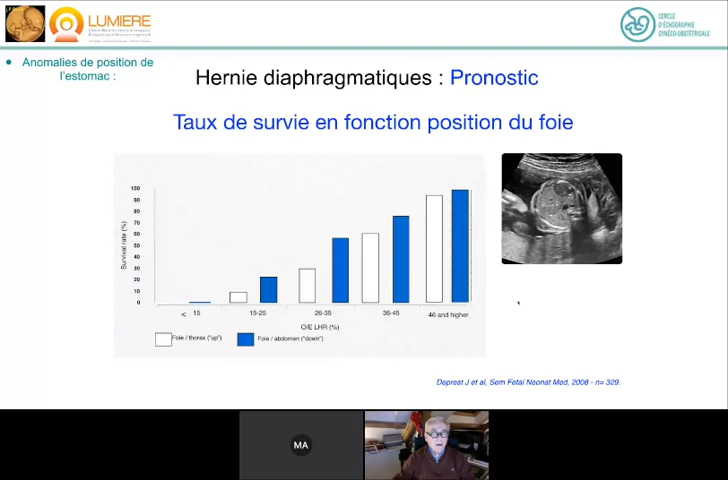 LUMIERE
CERCLE
D'ÉCHOGRAPHIE
GYNÉCO-OBSTÉTRICALE
• Anomalies de position de
l'estomac :
Hernie diaphragmatiques : Pronostic
Taux de survie en fonction position du foie
Survival rate (%)
100
90
80
70
60
50
40
30
20
10
0
< 15
15-25
26-35
36-45
46 and higher
O/E LHR (%)
Foie / thorax ("up")
Foie / abdomen ("down")
Deprest J et al, Sem Fetal Neonat Med, 2008 - n= 329.
MA